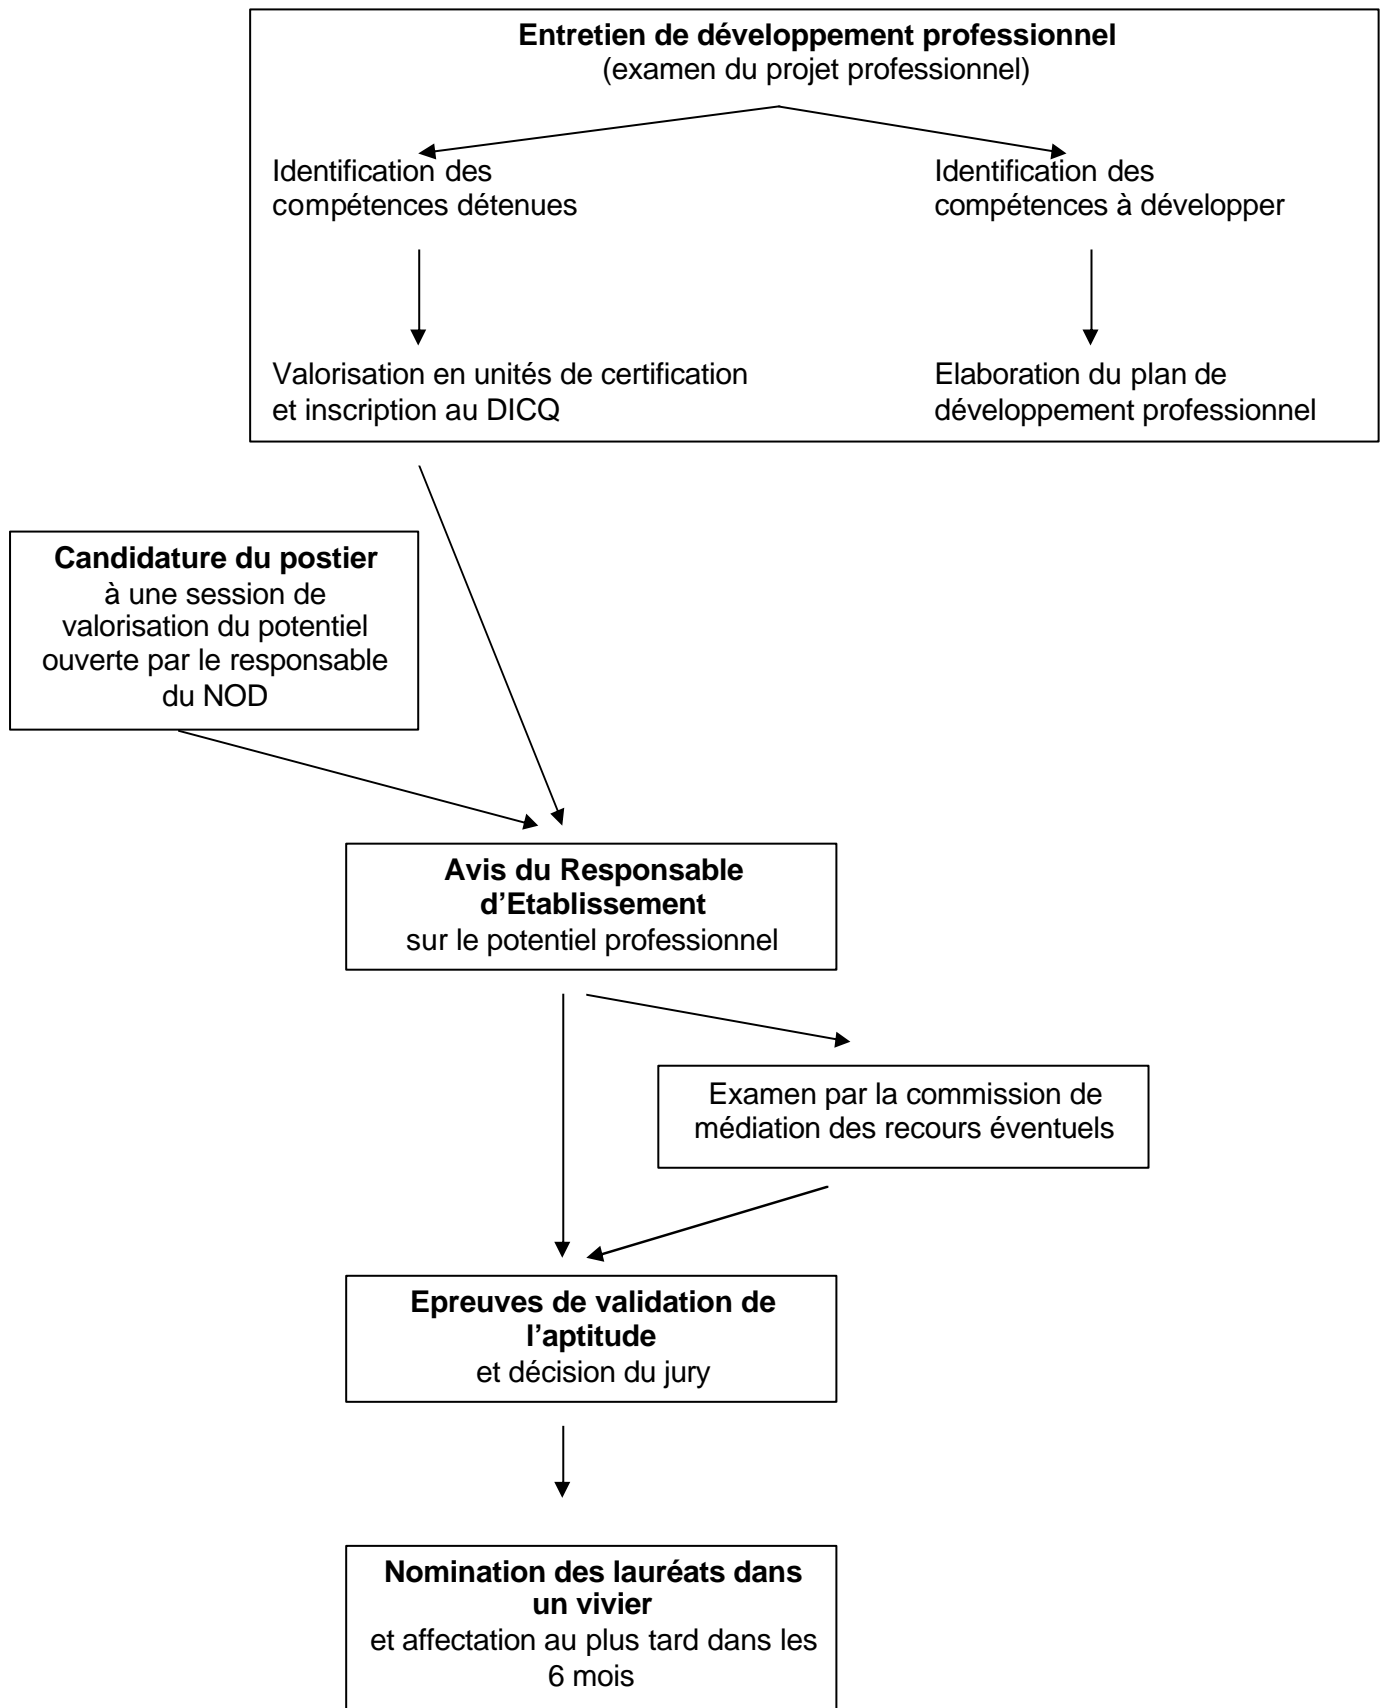 Entretien de développement professionnel
(examen du projet professionnel)
Identification des
compétences détenues
Identification des
compétences à développer
Valorisation en unités de certification
et inscription au DICQ
Elaboration du plan de
développement professionnel
Candidature du postier
à une session de
valorisation du potentiel
ouverte par le responsable
du NOD
Avis du Responsable
d'Etablissement
sur le potentiel professionnel
Examen par la commission de
médiation des recours éventuels
Epreuves de validation de
l'aptitude
et décision du jury
Nomination des lauréats dans
un vivier
et affectation au plus tard dans les
6 mois